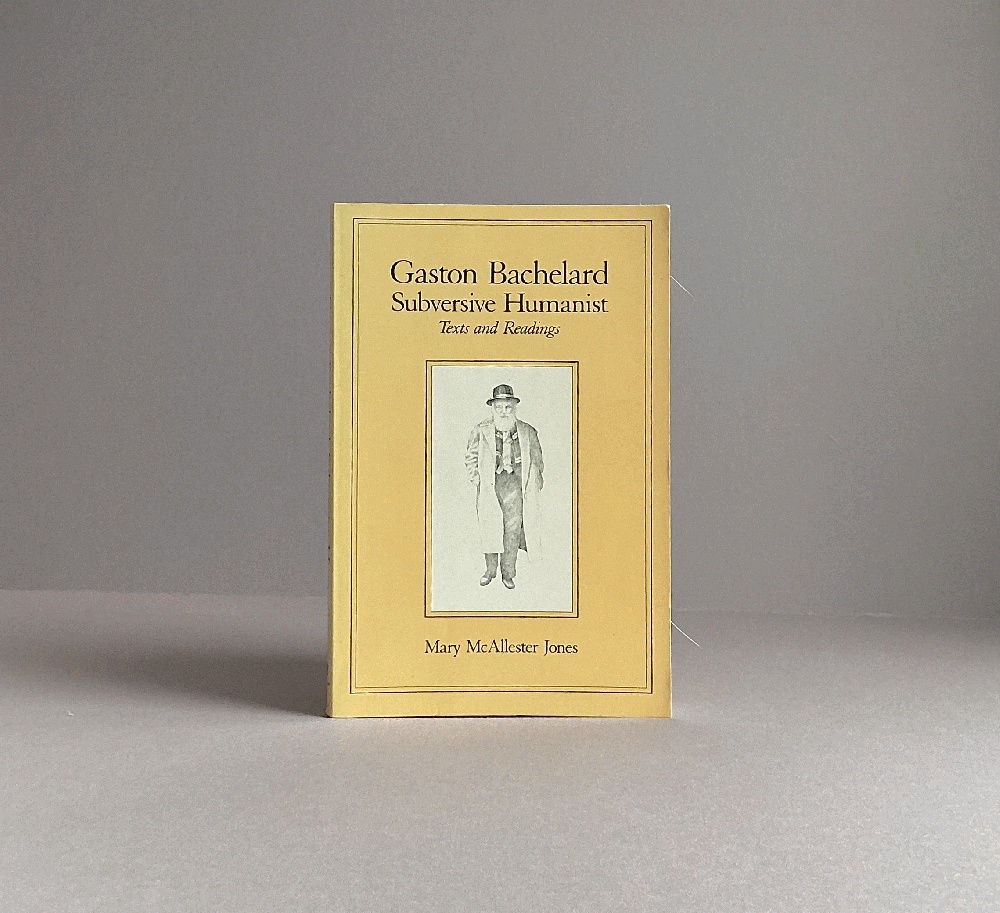 Gaston Bachelard
Subversive Humanist
Texts and Readings
Mary McAllester Jones